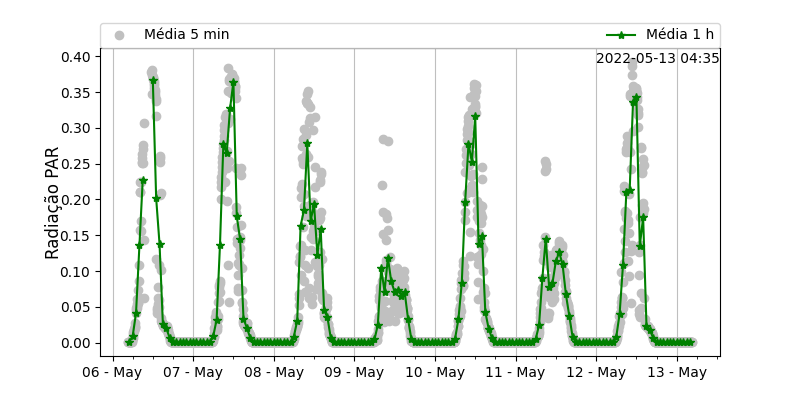 Média 5 min
Média 1 h
2022-05-13 04:35
Radiação PAR
0.40
0.35
0.30
0.25
0.20
0.15
0.10
0.05
0.00
06 - May
07 - May
08 - May
09 - May
10 - May
11 - May
12 - May
13 - May